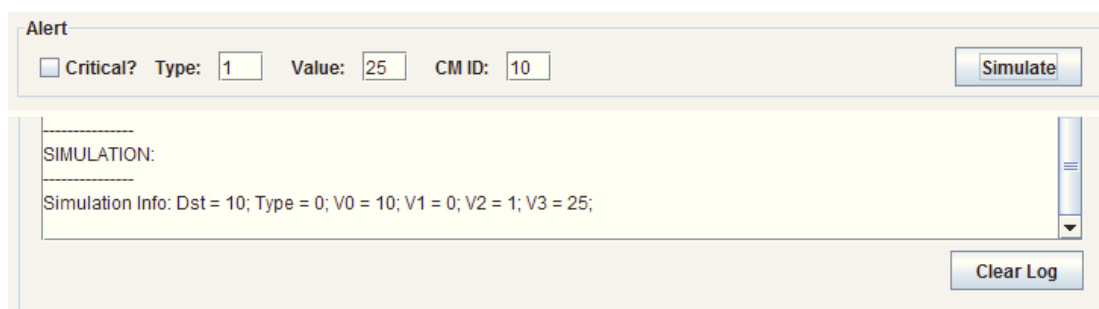 Alert
Critical? Type: 1 Value: 25 CM ID: 10 Simulate
---------------
SIMULATION:
---------------
Simulation Info: Dst = 10; Type = 0; V0 = 10; V1 = 0; V2 = 1; V3 = 25;
Clear Log